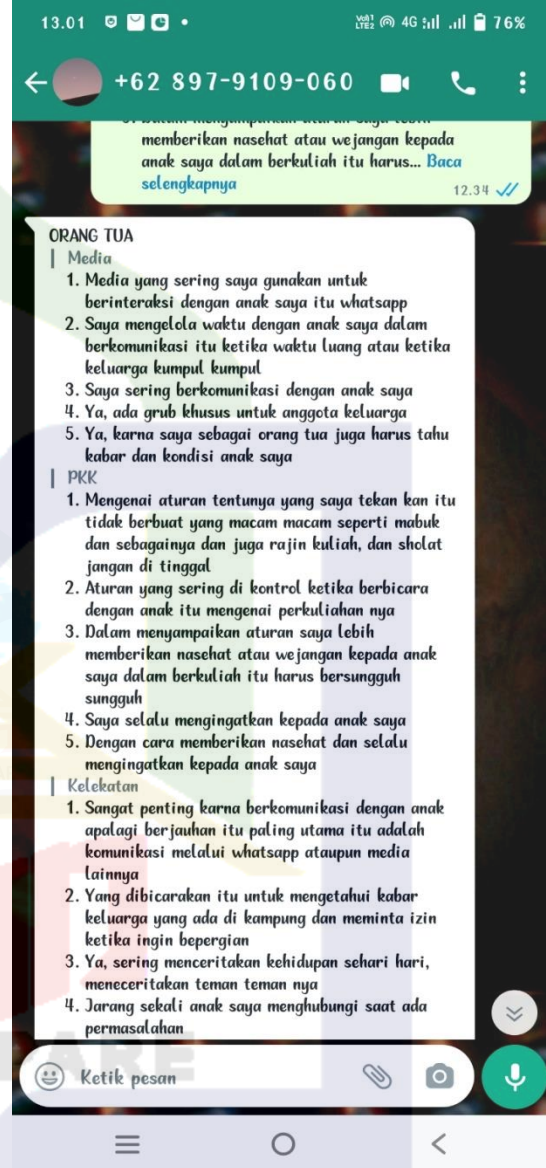 13.01
VoD1 LTE2 4G 76%
+62 897-9109-060
memberikan nasehat atau wejangan kepada
anak saya dalam berkuliah itu harus... Baca
selengkapnya
12.34
ORANG TUA
Media
1. Media yang sering saya gunakan untuk
berinteraksi dengan anak saya itu whatsapp
2. Saya mengelola waktu dengan anak saya dalam
berkomunikasi itu ketika waktu luang atau ketika
keluarga kumpul kumpul
3. Saya sering berkomunikasi dengan anak saya
4. Ya, ada grub khusus untuk anggota keluarga
5. Ya, karna saya sebagai orang tua juga harus tahu
kabar dan kondisi anak saya
PKK
1. Mengenai aturan tentunya yang saya tekan kan itu
tidak berbuat yang macam macam seperti mabuk
dan sebagainya dan juga rajin kuliah, dan sholat
jangan di tinggal
2. Aturan yang sering di kontrol ketika berbicara
dengan anak itu mengenai perkuliahan nya
3. Dalam menyampaikan aturan saya lebih
memberikan nasehat atau wejangan kepada anak
saya dalam berkuliah itu harus bersungguh
sungguh
4. Saya selalu mengingatkan kepada anak saya
5. Dengan cara memberikan nasehat dan selalu
mengingatkan kepada anak saya
Kelekatan
1. Sangat penting karna berkomunikasi dengan anak
apalagi berjauhan itu paling utama itu adalah
komunikasi melalui whatsapp ataupun media
lainnya
2. Yang dibicarakan itu untuk mengetahui kabar
keluarga yang ada di kampung dan meminta izin
ketika ingin bepergian
3. Ya, sering menceritakan kehidupan sehari hari,
meneceritakan teman teman nya
4. Jarang sekali anak saya menghubungi saat ada
permasalahan
Ketik pesan